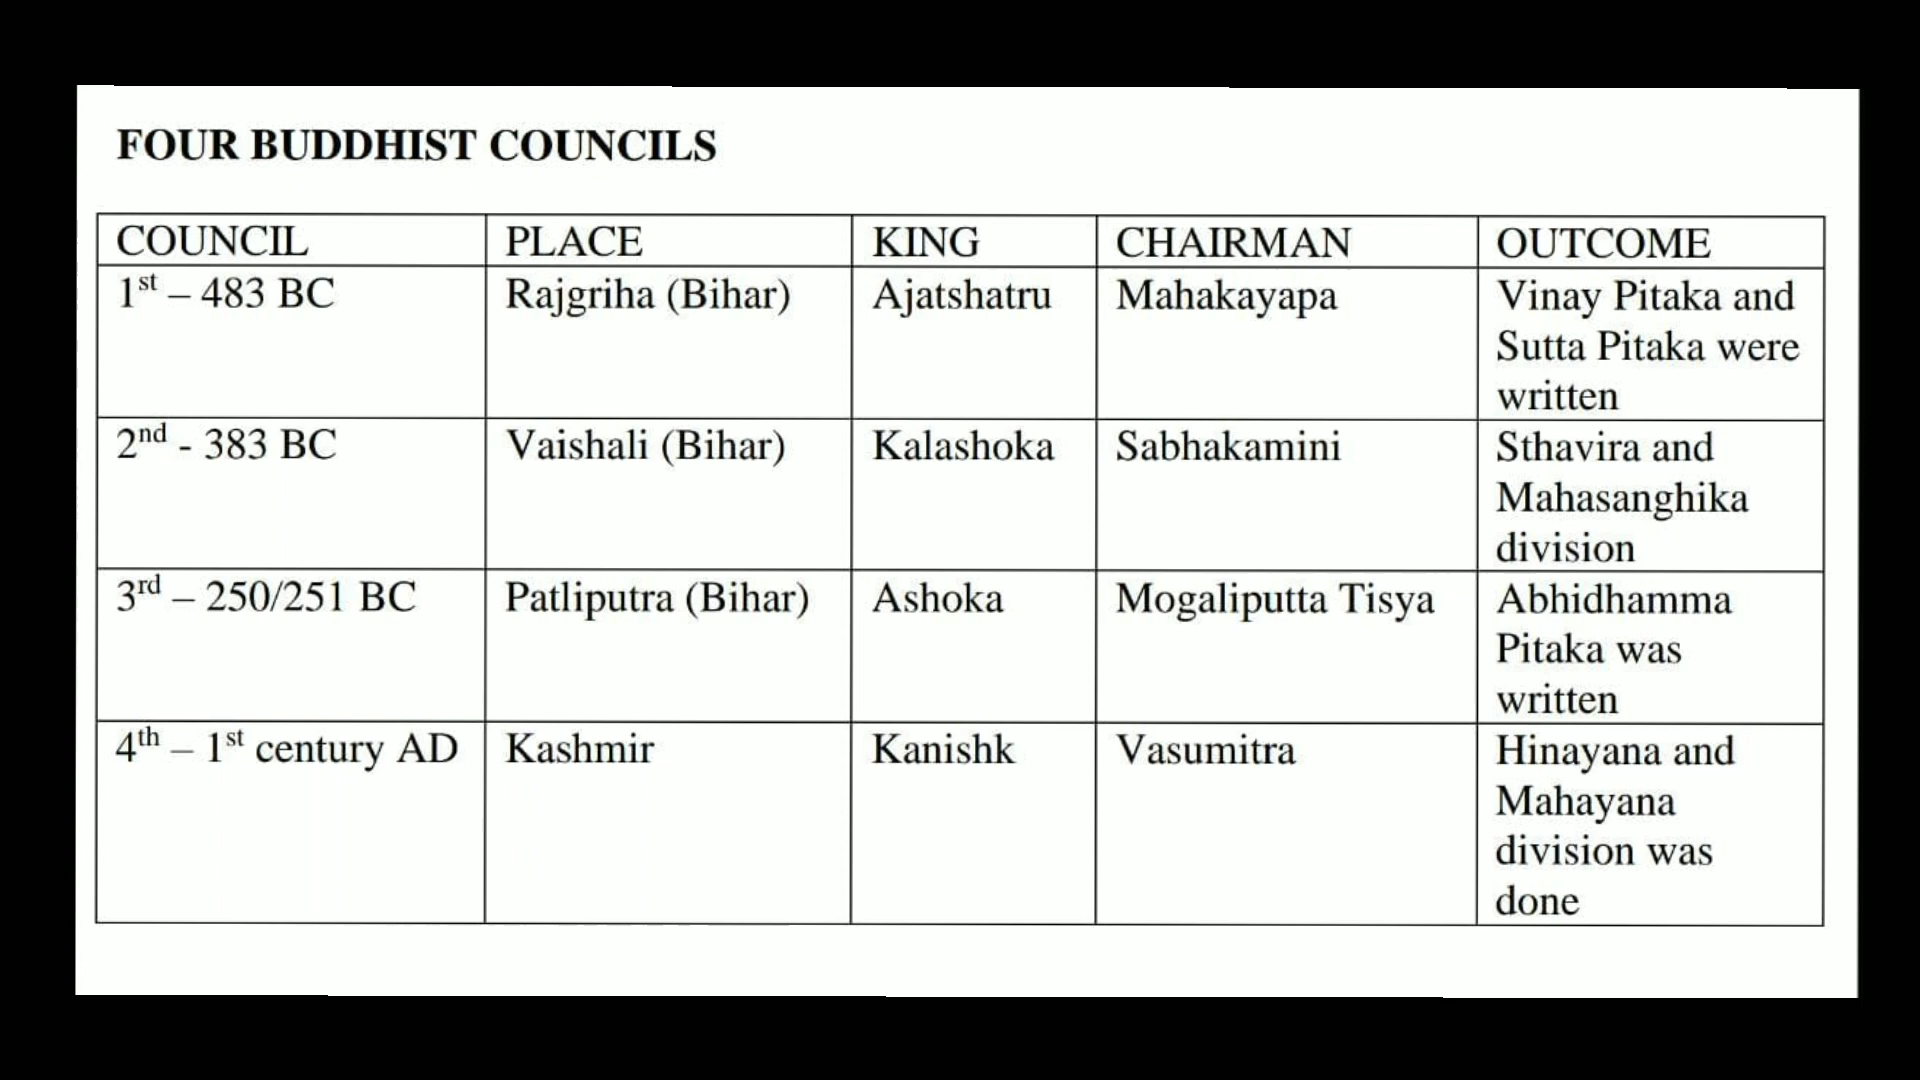 FOUR BUDDHIST COUNCILS
COUNCIL PLACE KING CHAIRMAN OUTCOME
1st – 483 BC Rajgriha (Bihar) Ajatshatru Mahakayapa Vinay Pitaka and
Sutta Pitaka were
written
2nd - 383 BC Vaishali (Bihar) Kalashoka Sabhakamini Sthavira and
Mahasanghika
division
3rd – 250/251 BC Patliputra (Bihar) Ashoka Mogaliputta Tisya Abhidhamma
Pitaka was
written
4th – 1st century AD Kashmir Kanishk Vasumitra Hinayana and
Mahayana
division was
done